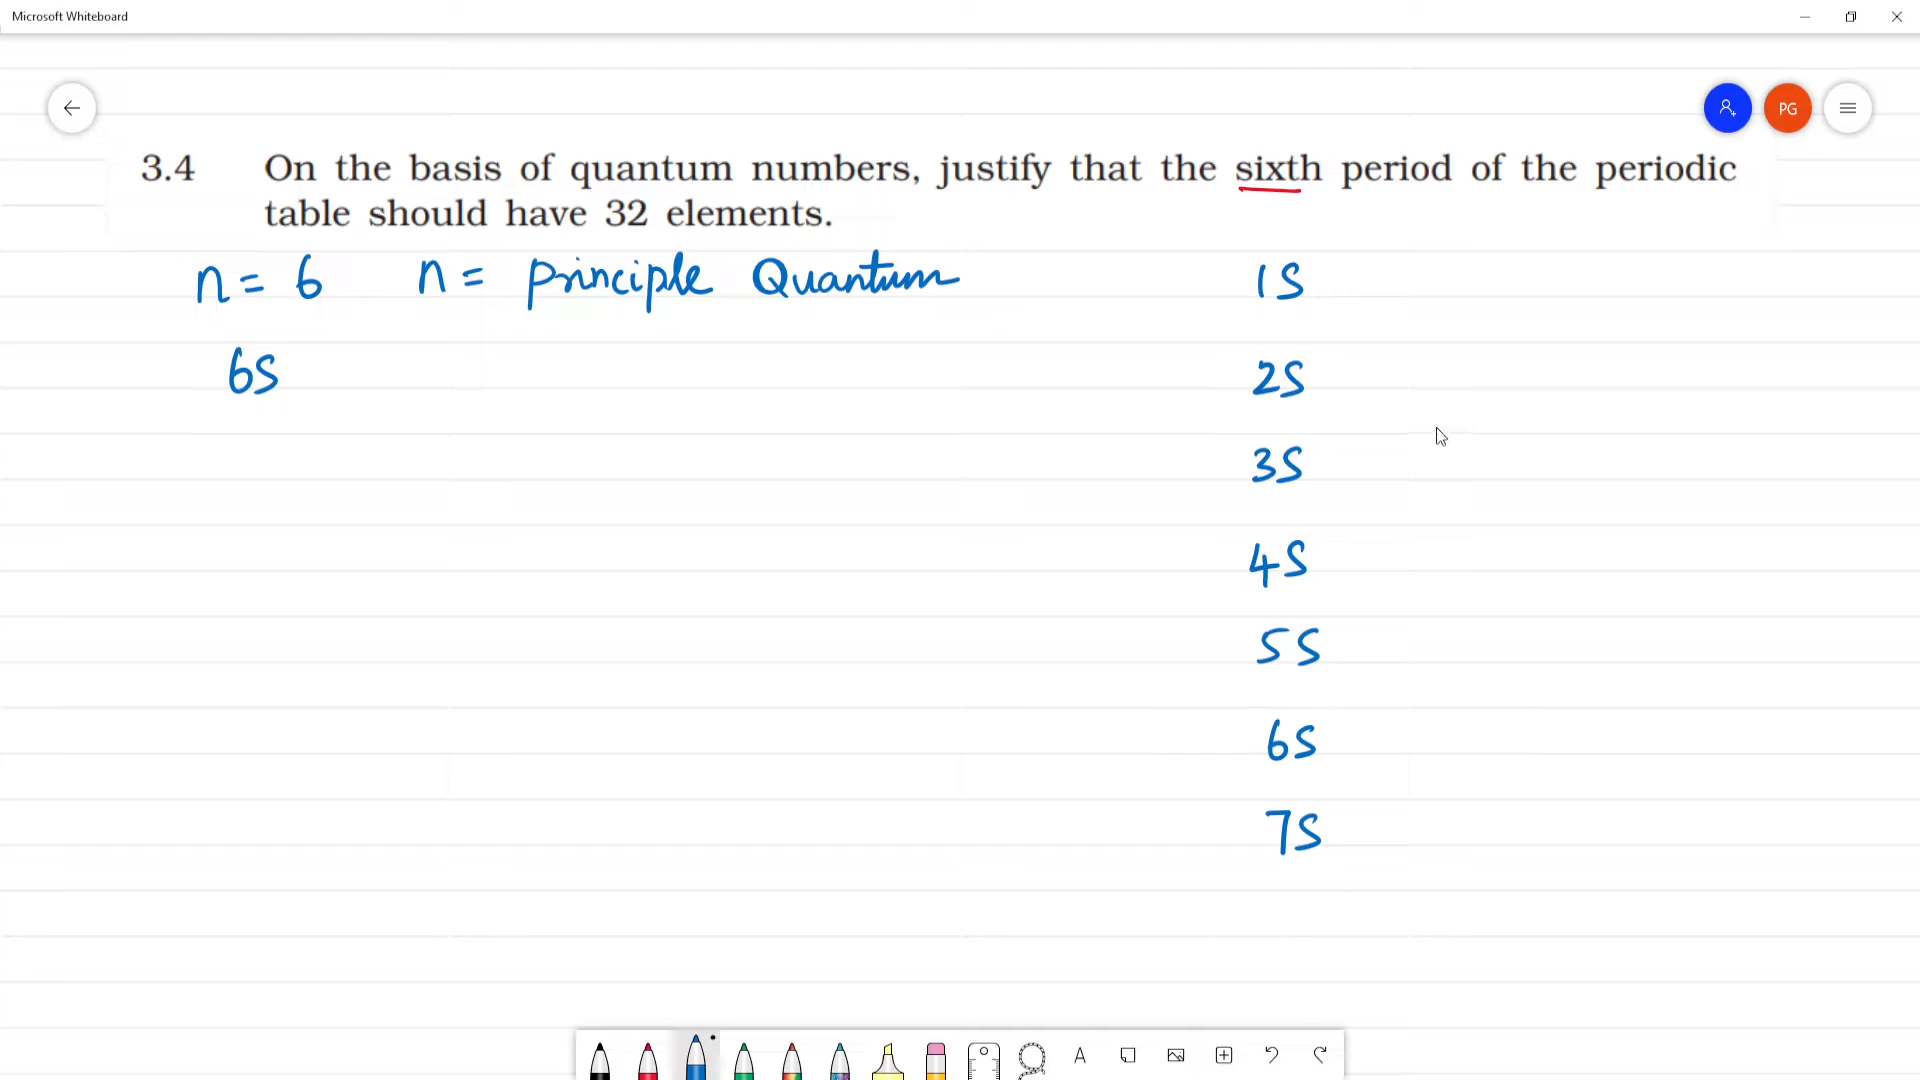 Microsoft Whiteboard
PG
3.4 On the basis of quantum numbers, justify that the sixth period of the periodic
table should have 32 elements.
n = 6 n = Principle Quantum
6S
1S
2S
3S
4S
5S
6S
7S
A